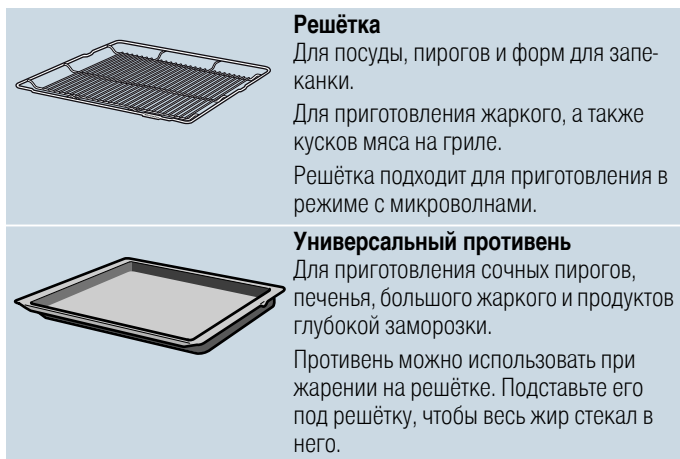 Решётка
Для посуды, пирогов и форм для запе-
канки.
Для приготовления жаркого, а также
кусков мяса на гриле.
Решётка подходит для приготовления в
режиме с микроволнами.
Универсальный противень
Для приготовления сочных пирогов,
печенья, большого жаркого и продуктов
глубокой заморозки.
Противень можно использовать при
жарении на решётке. Подставьте его
под решётку, чтобы весь жир стекал в
него.